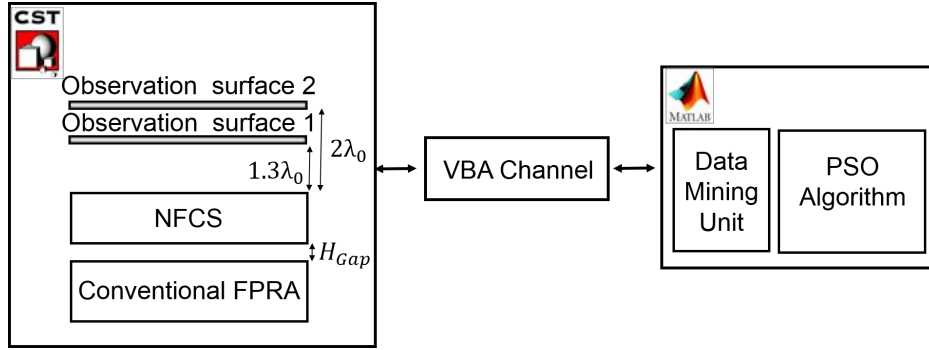 CST
Observation surface 2
Observation surface 1
2λ₀
1.3λ₀
NFCS
H_Gap
Conventional FPRA
VBA Channel
MATLAB
Data
Mining
Unit
PSO
Algorithm